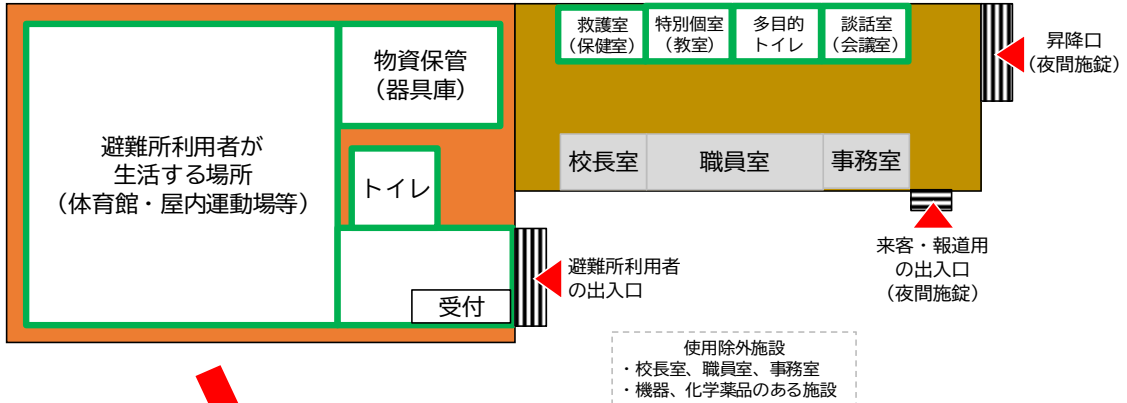 救護室
(保健室)
特別個室
(教室)
多目的
トイレ
談話室
(会議室)
昇降口
(夜間施錠)
物資保管
(器具庫)
避難所利用者が
生活する場所
(体育館・屋内運動場等)
トイレ
校長室
職員室
事務室
避難所利用者
の出入口
受付
来客・報道用
の出入口
(夜間施錠)
使用除外施設
・校長室、職員室、事務室
・機器、化学薬品のある施設